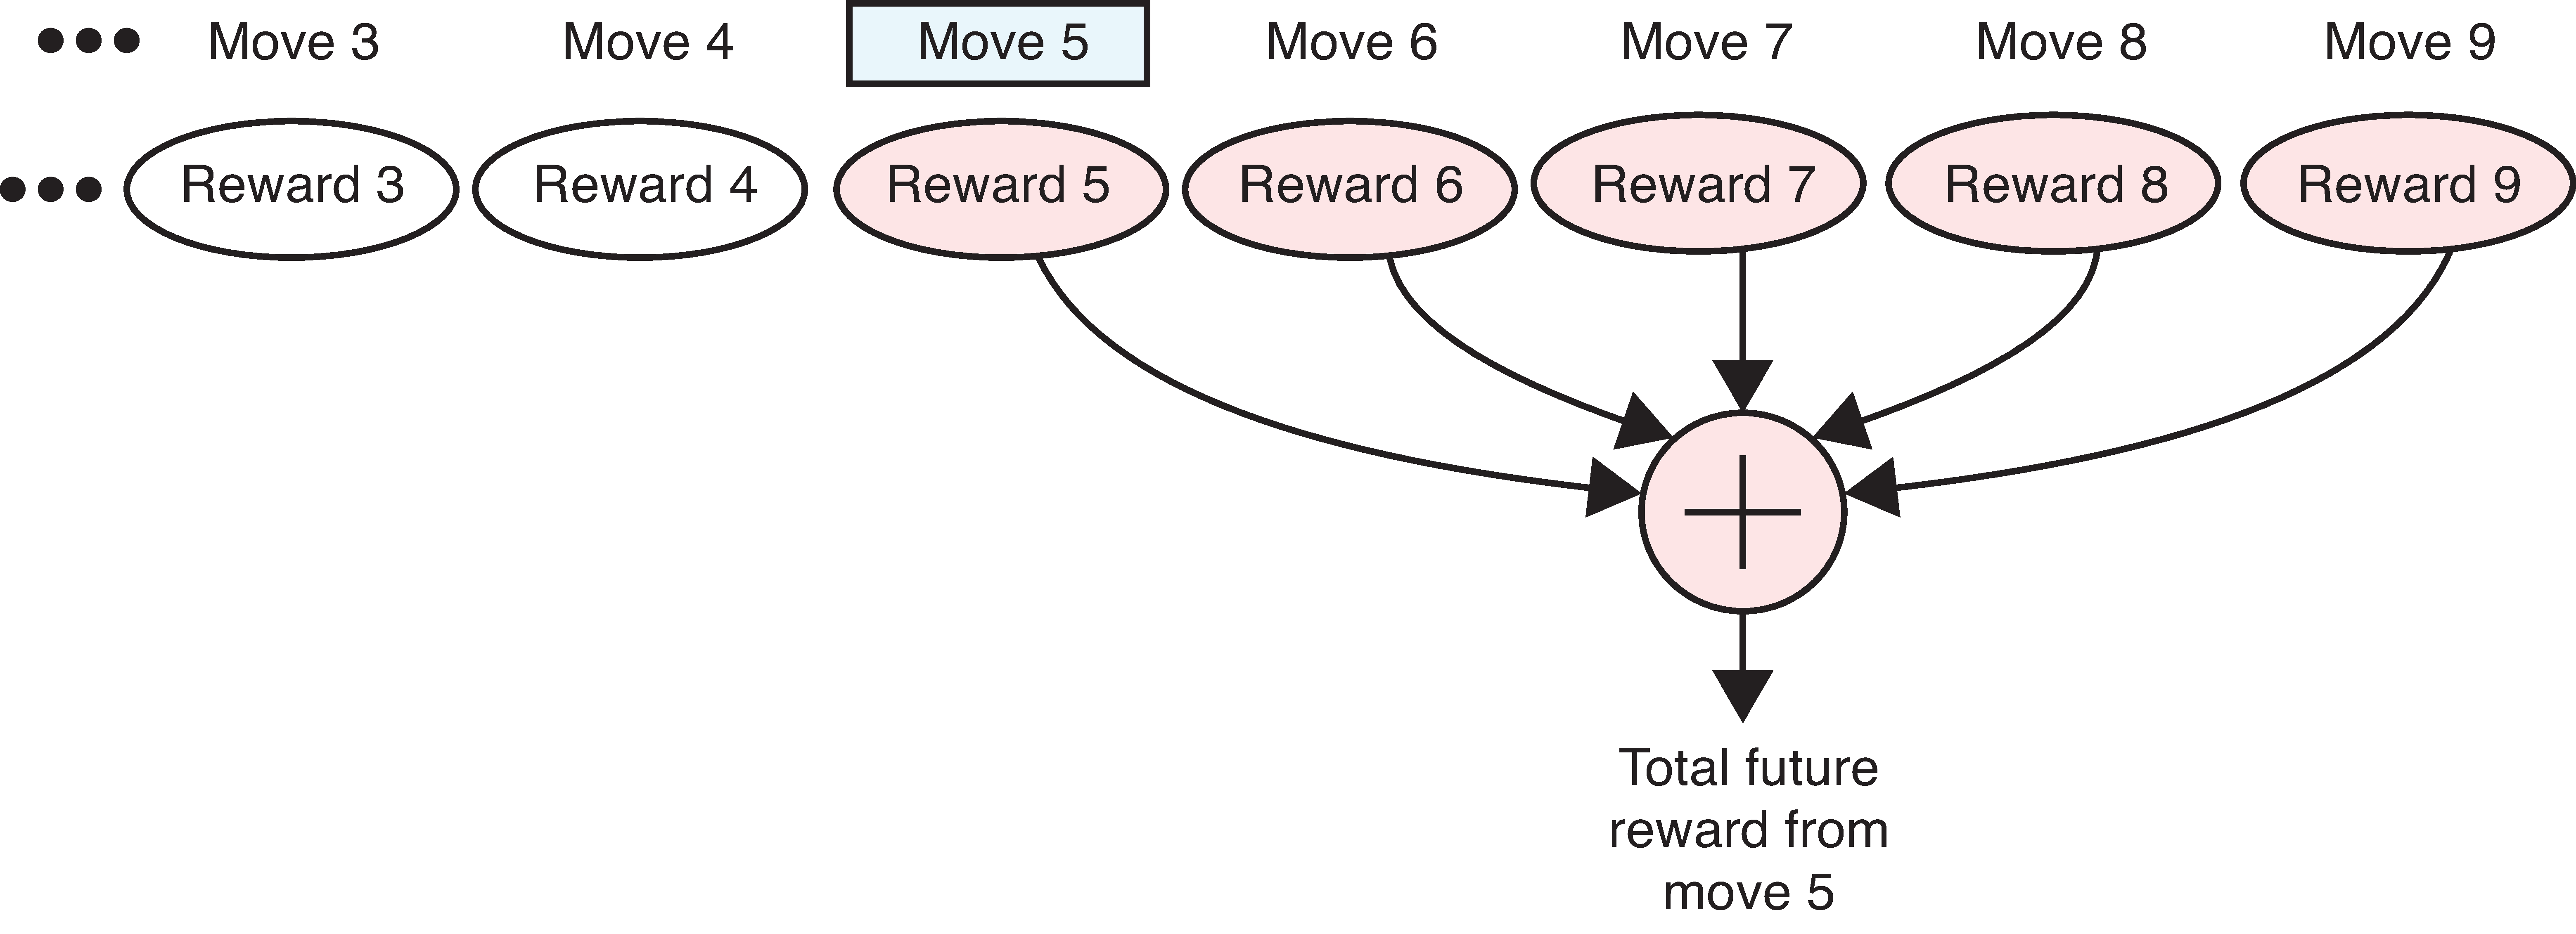 ••• Move 3 Move 4 Move 5 Move 6 Move 7 Move 8 Move 9
••• Reward 3 Reward 4 Reward 5 Reward 6 Reward 7 Reward 8 Reward 9
+
Total future
reward from
move 5